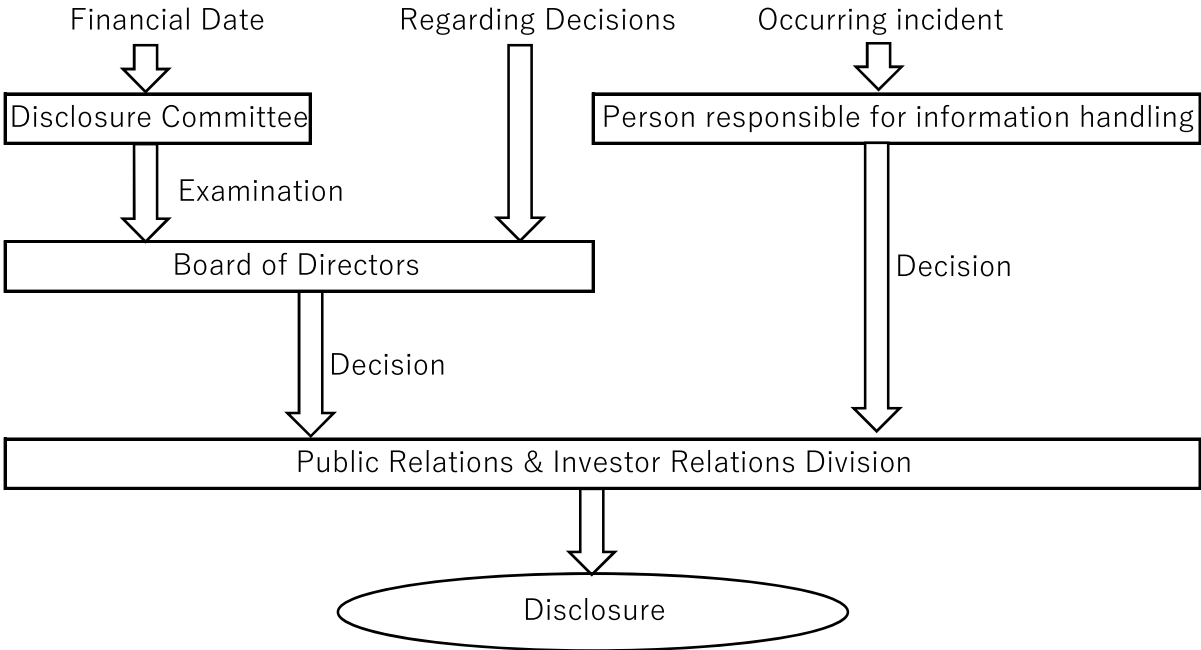 Financial Date
Regarding Decisions
Occurring incident
Disclosure Committee
Person responsible for information handling
Examination
Board of Directors
Decision
Decision
Public Relations & Investor Relations Division
Disclosure